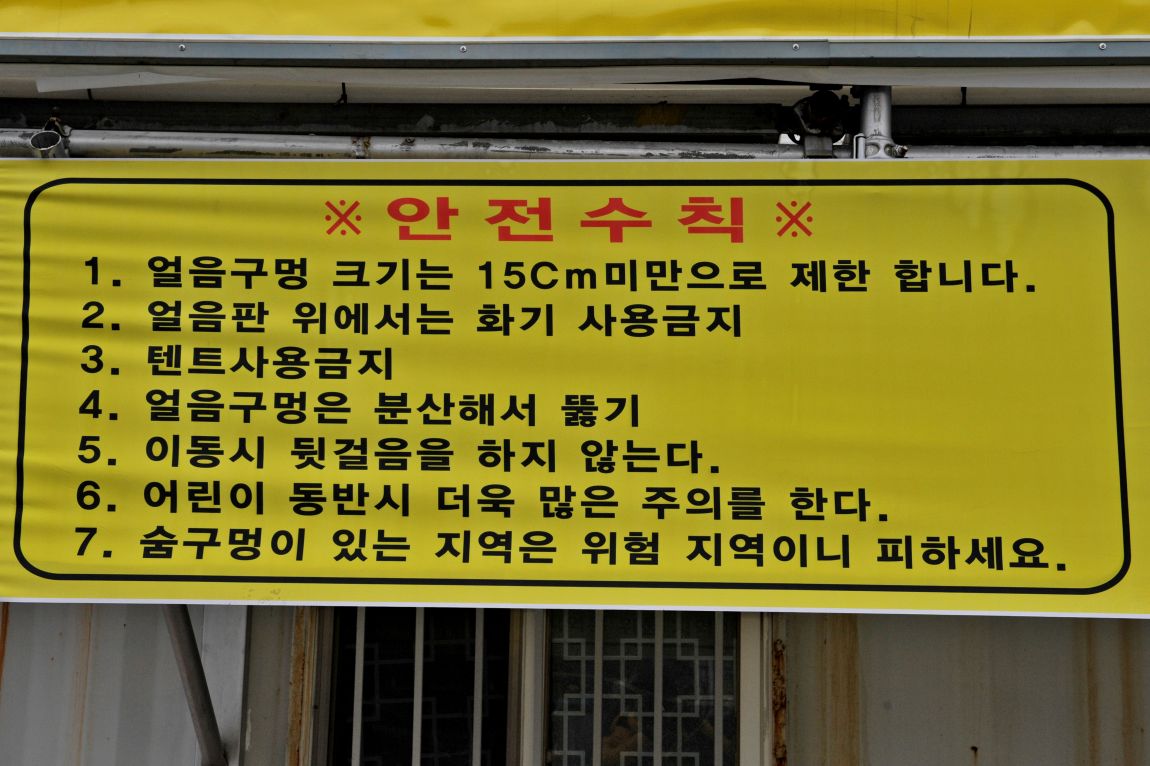 ※안전수칙※
1. 얼음구멍 크기는 15Cm미만으로 제한 합니다.
2. 얼음판 위에서는 화기 사용금지
3. 텐트사용금지
4. 얼음구멍은 분산해서 뚫기
5. 이동시 뒷걸음을 하지 않는다.
6. 어린이 동반시 더욱 많은 주의를 한다.
7. 숨구멍이 있는 지역은 위험 지역이니 피하세요.